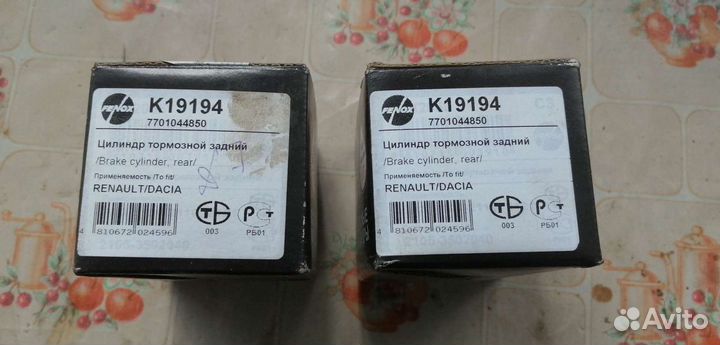 FENOX
K19194
7701044850
Цилиндр тормозной задний
/Brake cylinder, rear/
Применяемость /To fit/
RENAULT/DACIA
4 810672 024596
003
РБ01
FENOX
K19194
7701044850
Цилиндр тормозной задний
/Brake cylinder, rear/
Применяемость /To fit/
RENAULT/DACIA
4 810672 024596
003
РБ01
Avito